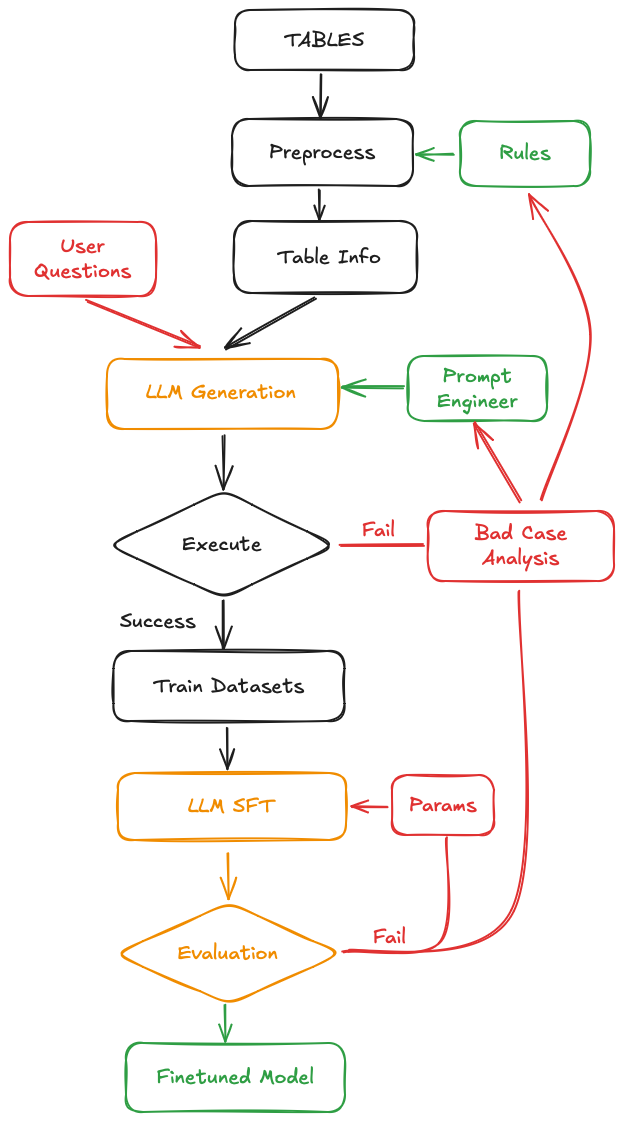 TABLES
Preprocess
Rules
User
Questions
Table Info
LLM Generation
Prompt
Engineer
Execute
Fail
Bad Case
Analysis
Success
Train Datasets
LLM SFT
Params
Fail
Evaluation
Finetuned Model